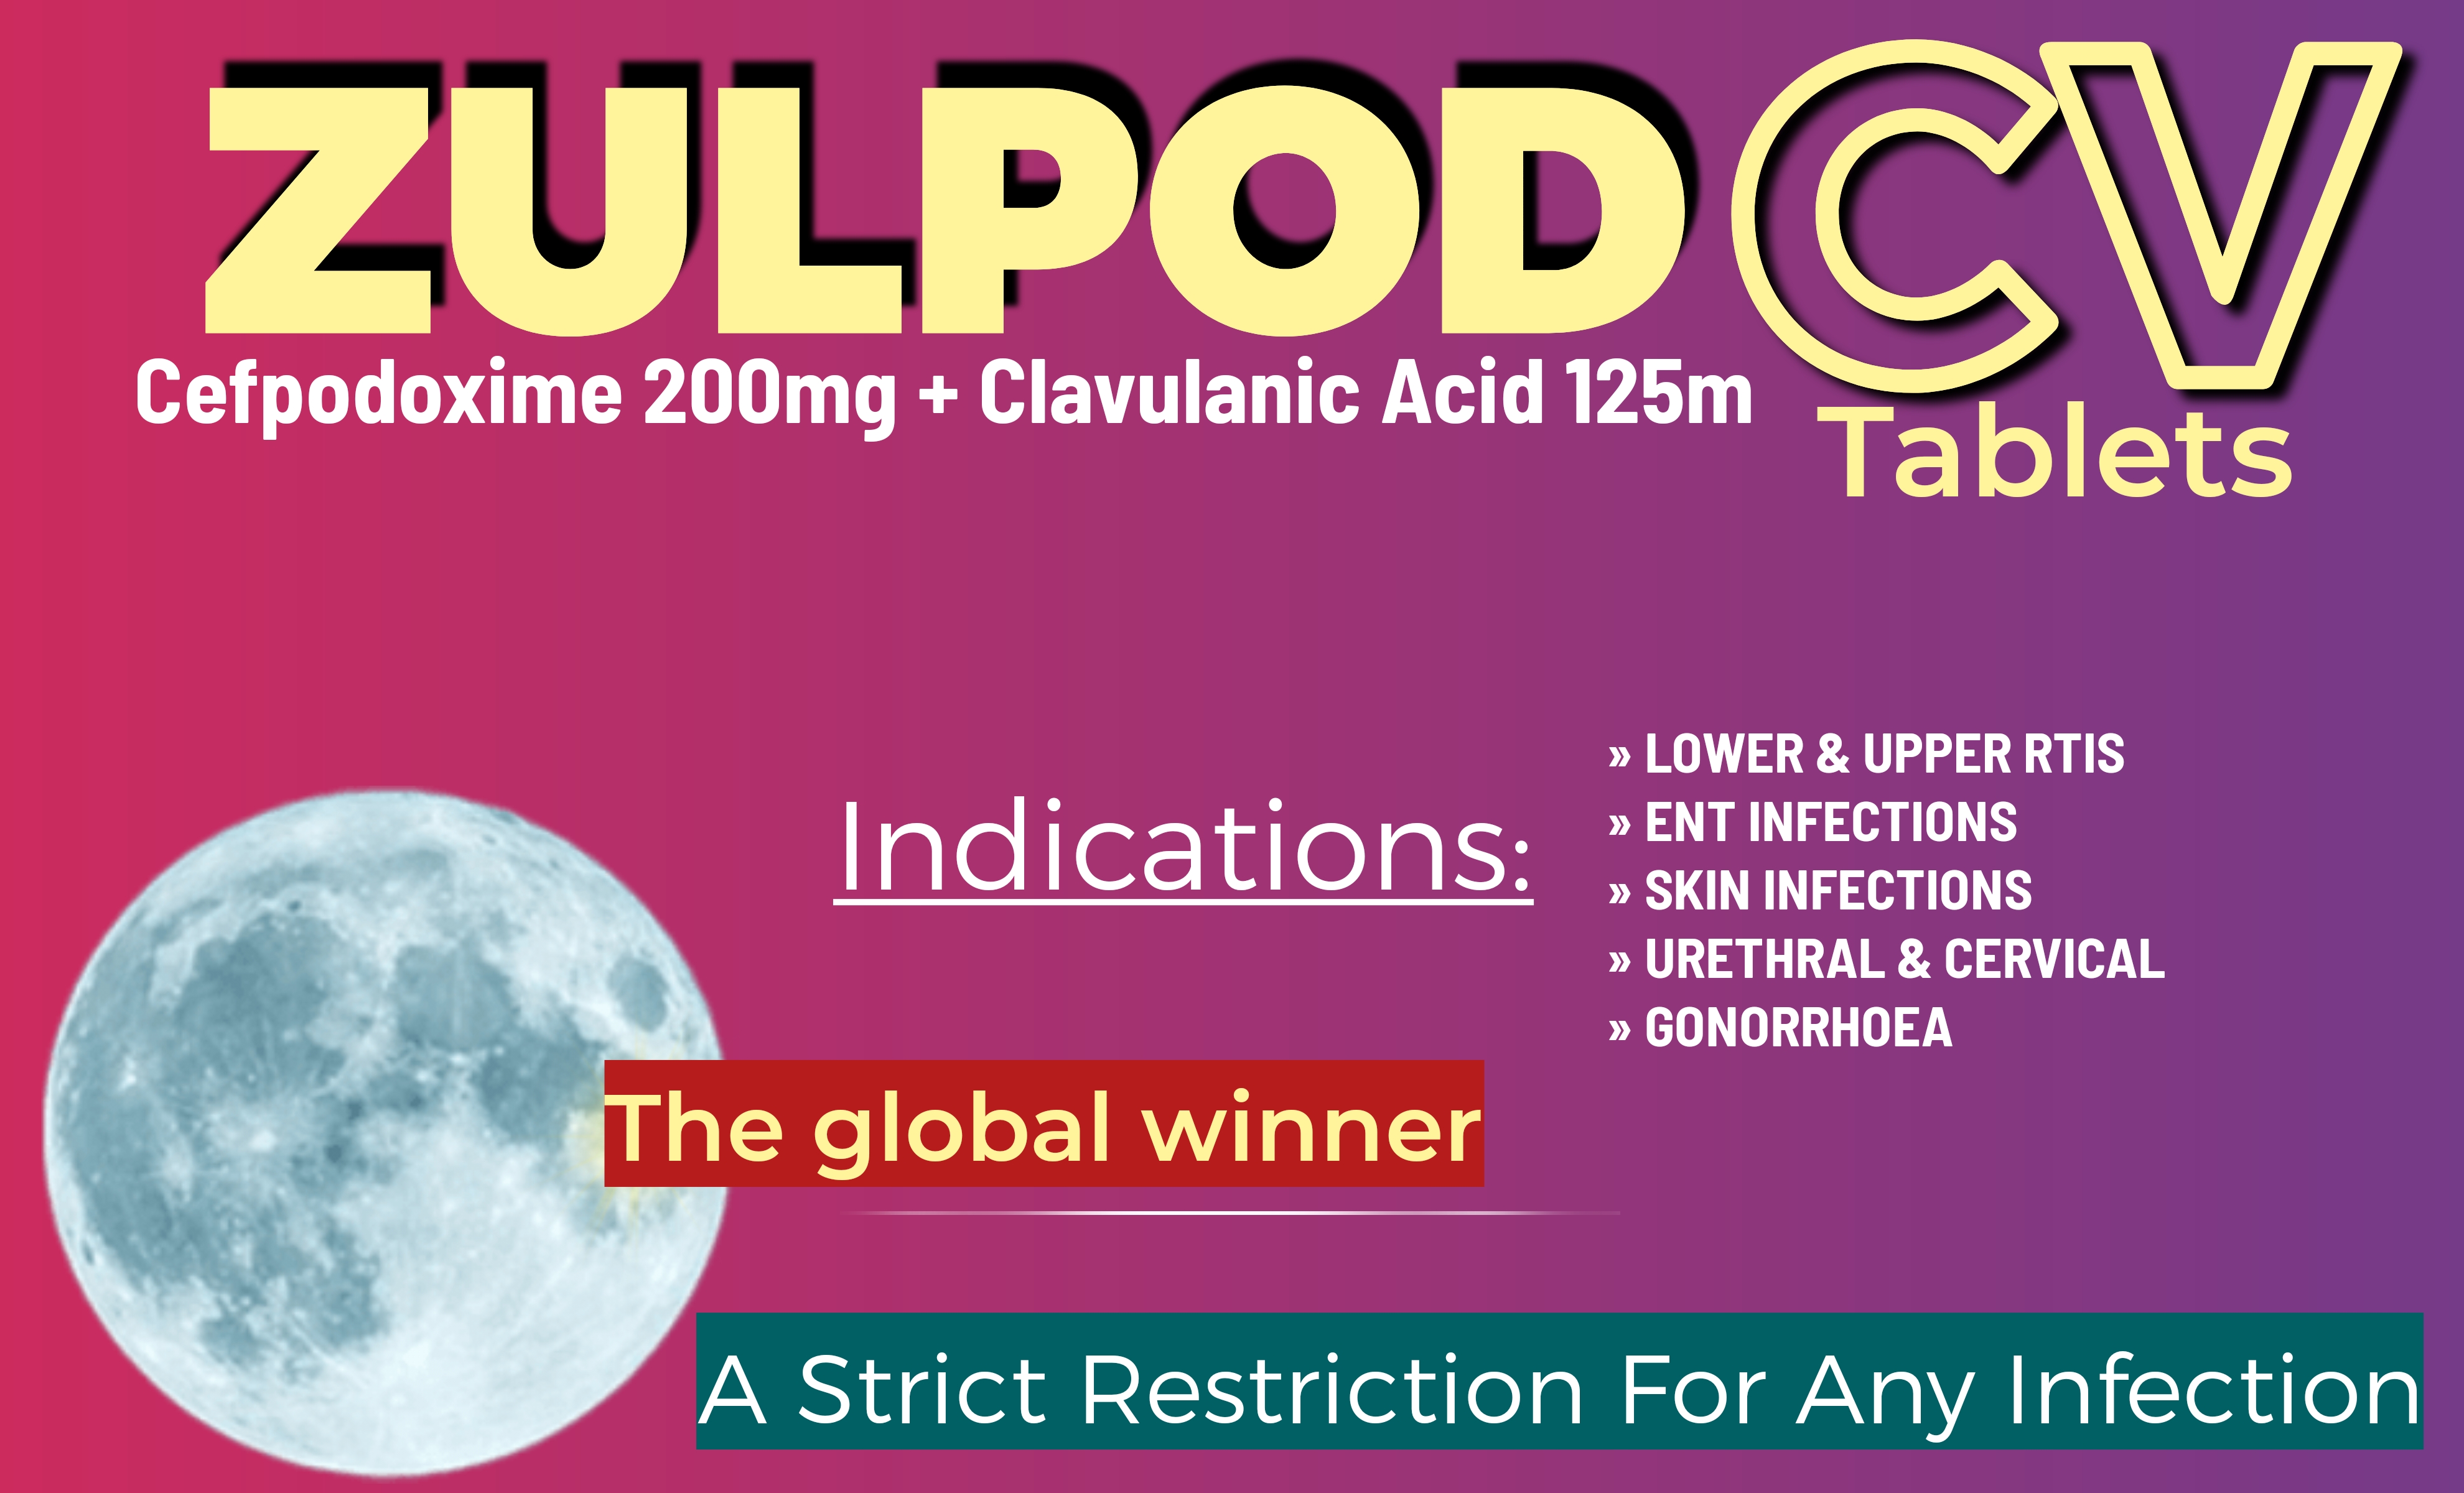 ZULPOD CV
Cefpodoxime 200mg + Clavulanic Acid 125m
Tablets
Indications:
» LOWER & UPPER RTIS
» ENT INFECTIONS
» SKIN INFECTIONS
» URETHRAL & CERVICAL
» GONORRHOEA
The global winner
A Strict Restriction For Any Infection